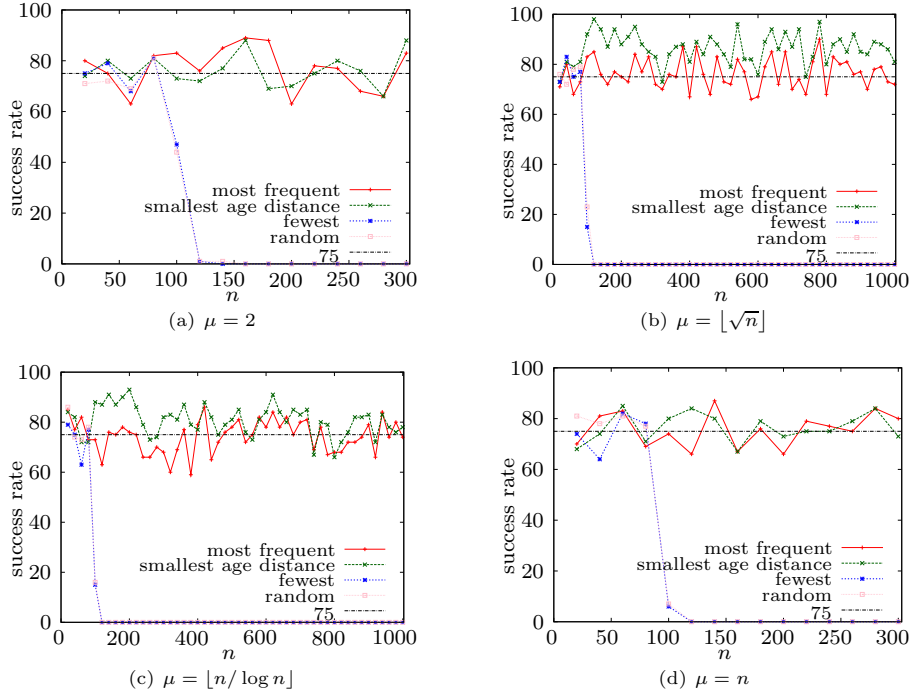 100
80
60
40
20
0
success rate
most frequent
smallest age distance
fewest
random
75
0 50 100 150 200 250 300
n
(a) μ = 2
100
80
60
40
20
0
success rate
most frequent
smallest age distance
fewest
random
75
0 200 400 600 800 1000
n
(b) μ = ⌊√n⌋
100
80
60
40
20
0
success rate
most frequent
smallest age distance
fewest
random
75
0 200 400 600 800 1000
n
(c) μ = ⌊n/ log n⌋
100
80
60
40
20
0
success rate
most frequent
smallest age distance
fewest
random
75
0 50 100 150 200 250 300
n
(d) μ = n